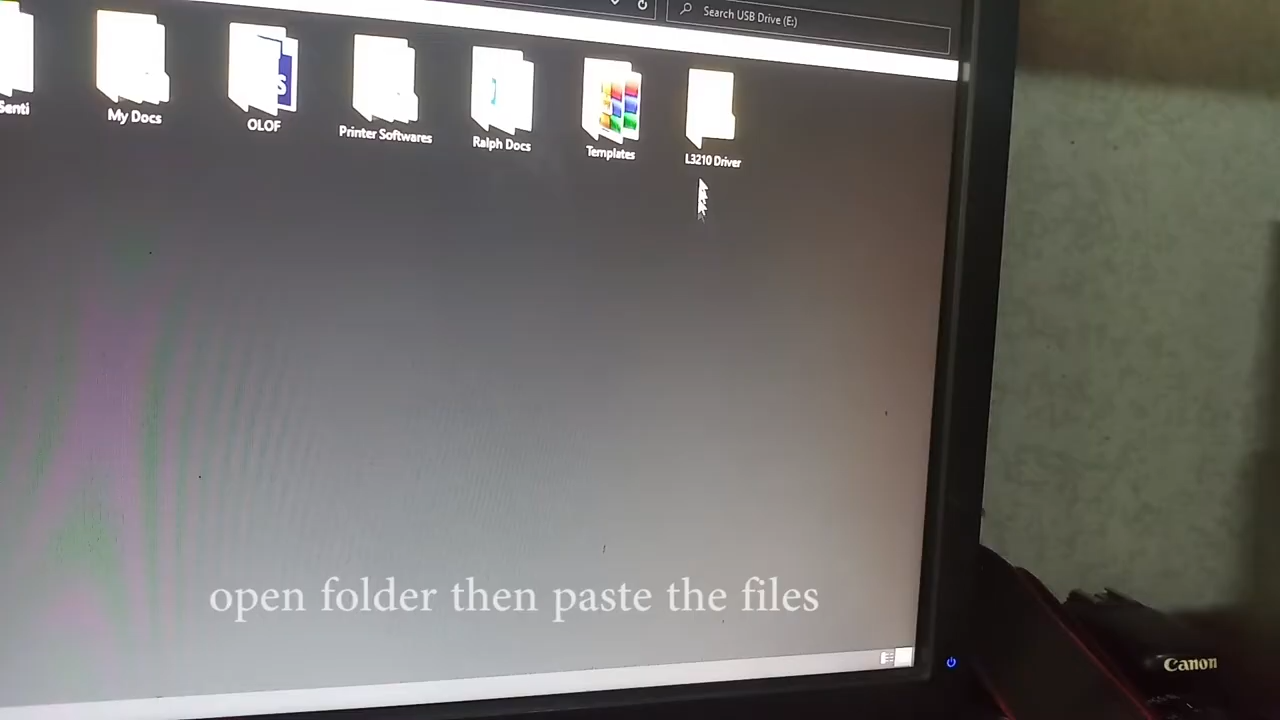 Search USB Drive (E:)
Senti
My Docs
OLOF
Printer Softwares
Ralph Docs
Templates
L3210 Driver
open folder then paste the files
Canon